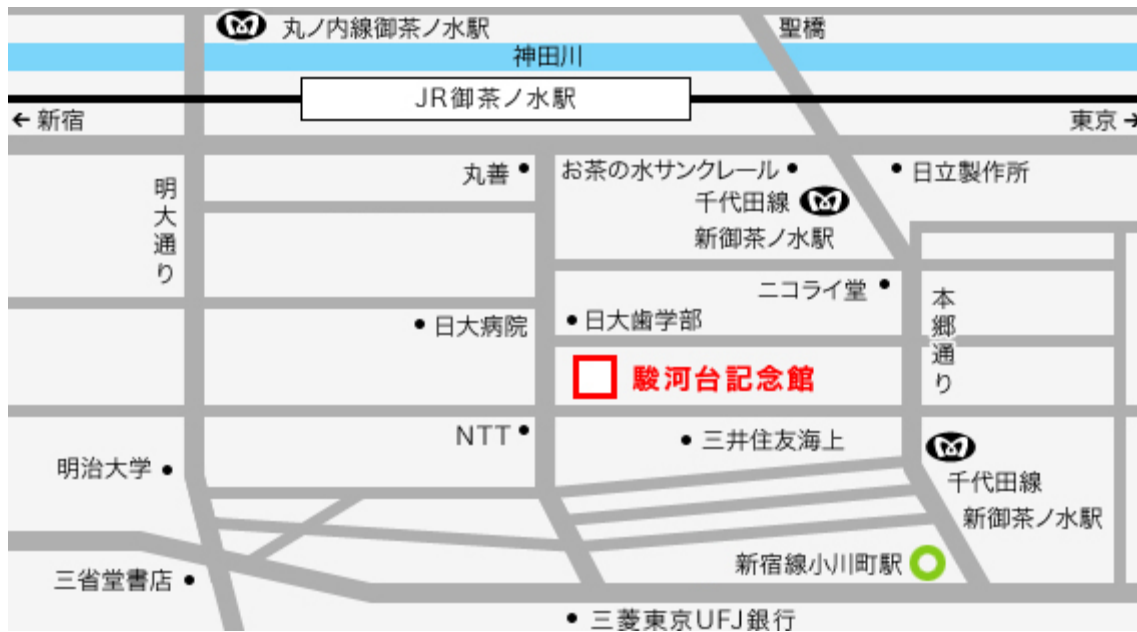 丸ノ内線御茶ノ水駅
聖橋
神田川
JR御茶ノ水駅
←新宿
東京→
丸善
お茶の水サンクレール
日立製作所
千代田線
新御茶ノ水駅
明大通り
ニコライ堂
本郷通り
日大病院
日大歯学部
駿河台記念館
NTT
三井住友海上
明治大学
千代田線
新御茶ノ水駅
新宿線小川町駅
三省堂書店
三菱東京UFJ銀行